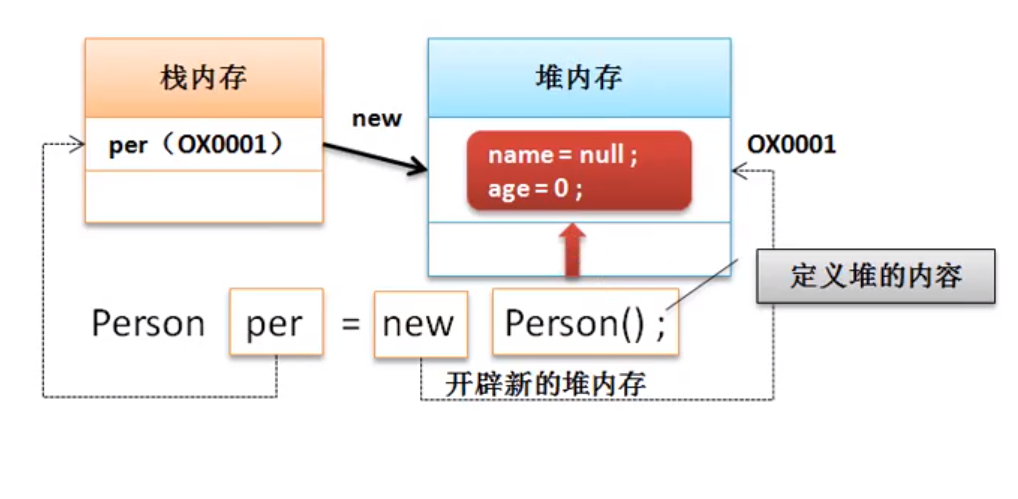 栈内存
堆内存
per（OX0001）
new
name = null ;
age = 0 ;
OX0001
定义堆的内容
Person per = new Person() ;
开辟新的堆内存